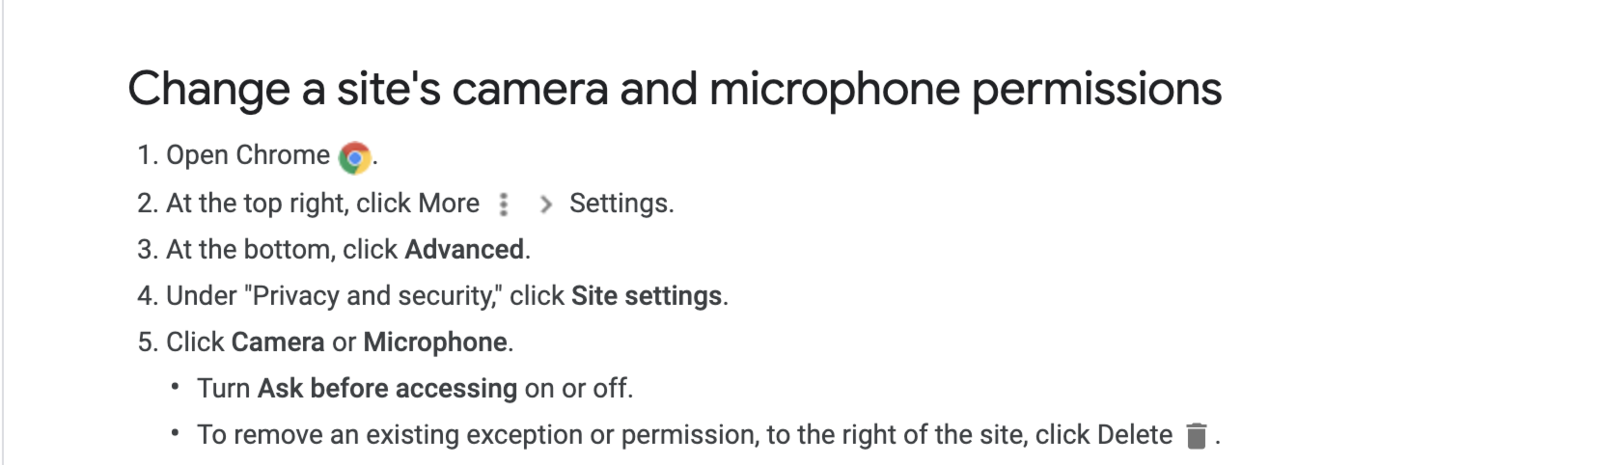 Change a site's camera and microphone permissions
1. Open Chrome .
2. At the top right, click More > Settings.
3. At the bottom, click Advanced.
4. Under "Privacy and security," click Site settings.
5. Click Camera or Microphone.
• Turn Ask before accessing on or off.
• To remove an existing exception or permission, to the right of the site, click Delete .